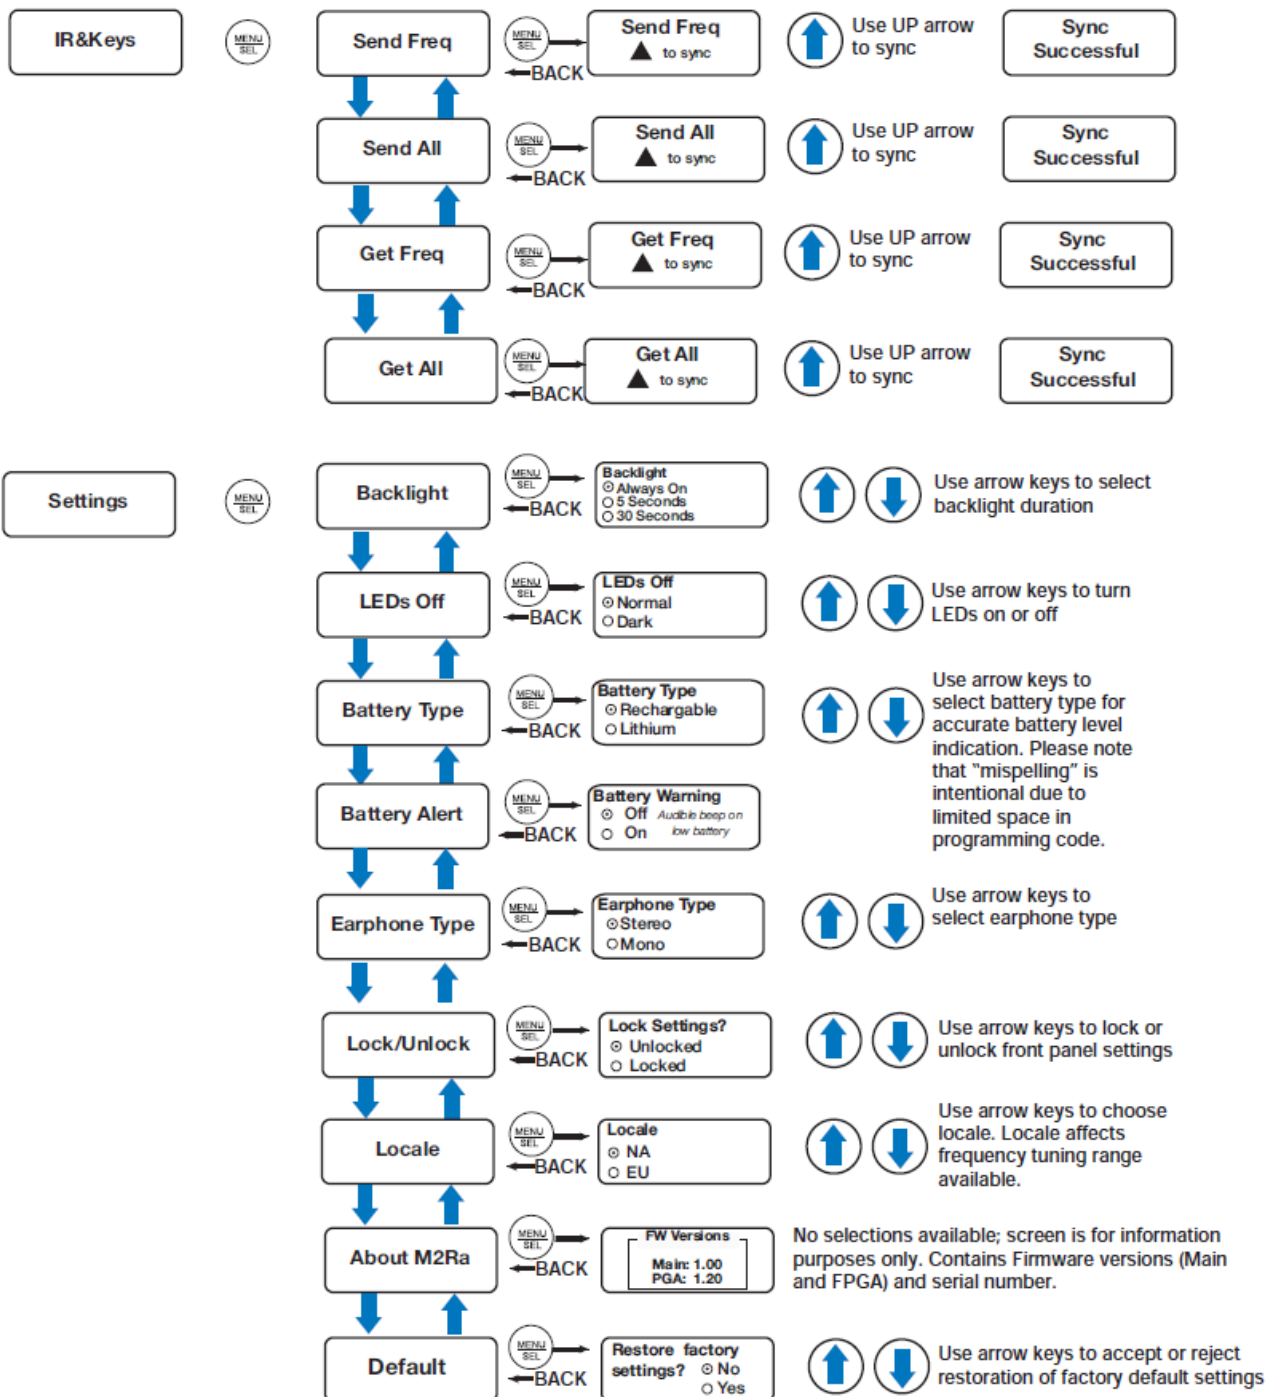 IR&Keys
MENU
SEL
Send Freq
MENU
SEL
BACK
Send Freq
▲ to sync
Use UP arrow
to sync
Sync
Successful
Send All
MENU
SEL
BACK
Send All
▲ to sync
Use UP arrow
to sync
Sync
Successful
Get Freq
MENU
SEL
BACK
Get Freq
▲ to sync
Use UP arrow
to sync
Sync
Successful
Get All
MENU
SEL
BACK
Get All
▲ to sync
Use UP arrow
to sync
Sync
Successful
Settings
MENU
SEL
Backlight
MENU
SEL
BACK
Backlight
Always On
5 Seconds
30 Seconds
Use arrow keys to select
backlight duration
LEDs Off
MENU
SEL
BACK
LEDs Off
Normal
Dark
Use arrow keys to turn
LEDs on or off
Battery Type
MENU
SEL
BACK
Battery Type
Rechargable
Lithium
Use arrow keys to
select battery type for
accurate battery level
indication. Please note
that “mispelling” is
intentional due to
limited space in
programming code.
Battery Alert
MENU
SEL
BACK
Battery Warning
Off Audible beep on
On low battery
Earphone Type
MENU
SEL
BACK
Earphone Type
Stereo
Mono
Use arrow keys to
select earphone type
Lock/Unlock
MENU
SEL
BACK
Lock Settings?
Unlocked
Locked
Use arrow keys to lock or
unlock front panel settings
Locale
MENU
SEL
BACK
Locale
NA
EU
Use arrow keys to choose
locale. Locale affects
frequency tuning range
available.
About M2Ra
MENU
SEL
BACK
FW Versions
Main: 1.00
PGA: 1.20
No selections available; screen is for information
purposes only. Contains Firmware versions (Main
and FPGA) and serial number.
Default
MENU
SEL
BACK
Restore factory
settings? No
Yes
Use arrow keys to accept or reject
restoration of factory default settings